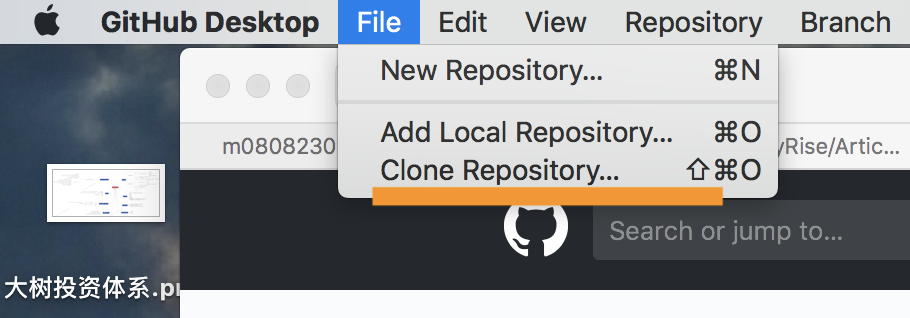 GitHub Desktop File Edit View Repository Branch
New Repository... ⌘N
Add Local Repository... ⌘O
Clone Repository... ⇧⌘O
m0808230
yRise/Artic...
Search or jump to...
大树投资体系.pr